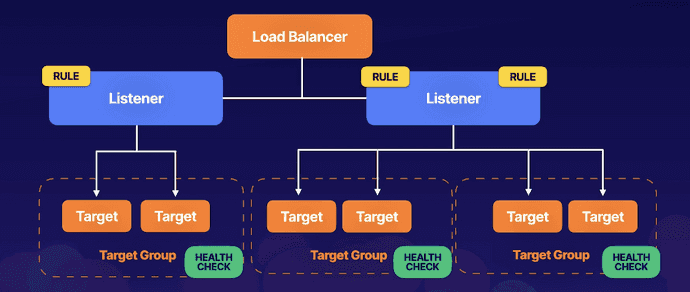 Load Balancer
RULE
Listener
RULE
RULE
Listener
Target
Target
Target Group
HEALTH
CHECK
Target
Target
Target Group
HEALTH
CHECK
Target
Target
Target Group
HEALTH
CHECK